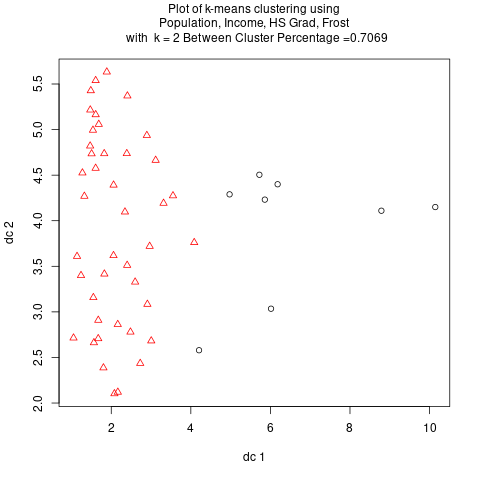 Plot of k-means clustering using
Population, Income, HS Grad, Frost
with  k = 2 Between Cluster Percentage =0.7069
5.5
5.0
4.5
4.0
3.5
3.0
2.5
2.0
dc 2
2 4 6 8 10
dc 1